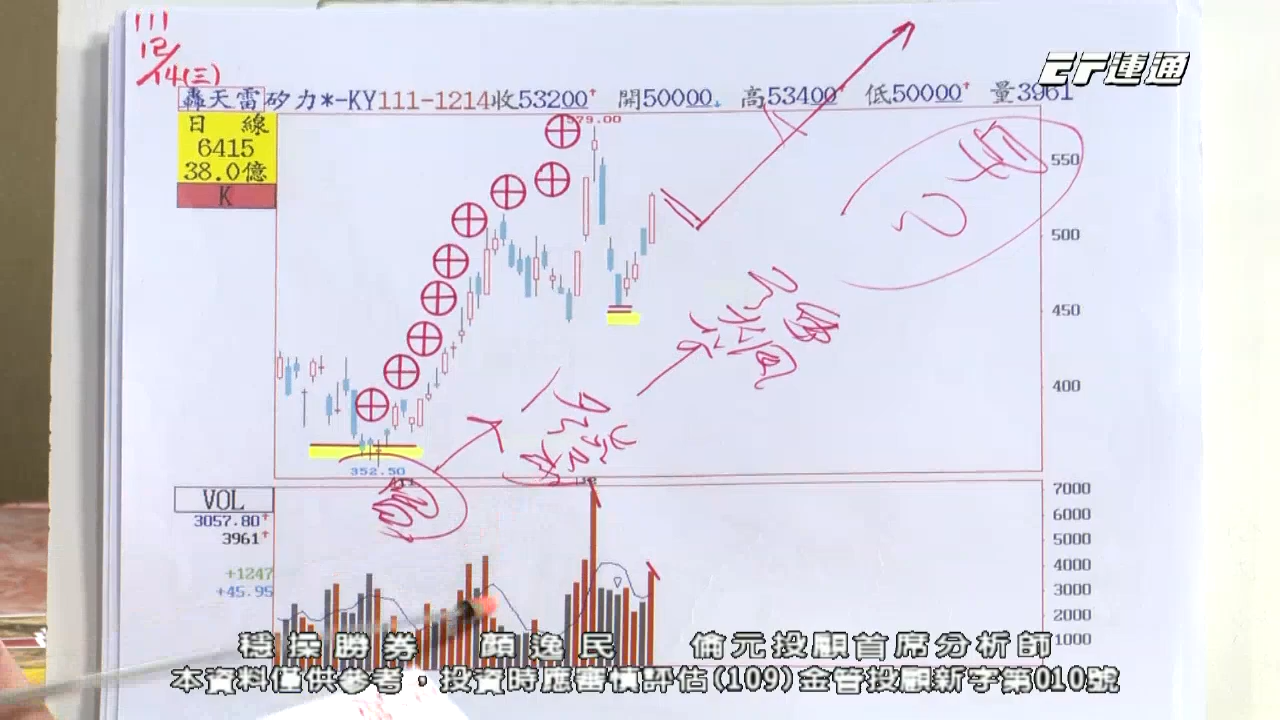 111
12/
14(三)
EF運通
轟天雷 矽力*-KY111-1214收53200↑ 開50000↓ 高53400↑ 低50000↑ 量3961
日 線
6415
38.0億
K
579.00
550
500
450
400
352.50
VOL
3057.80↑
3961↑
+1247
+45.95
7000
6000
5000
4000
3000
2000
1000
穩操勝券 顏逸民 倫元投顧首席分析師
本資料僅供參考，投資時應審慎評估(109)金管投顧新字第010號